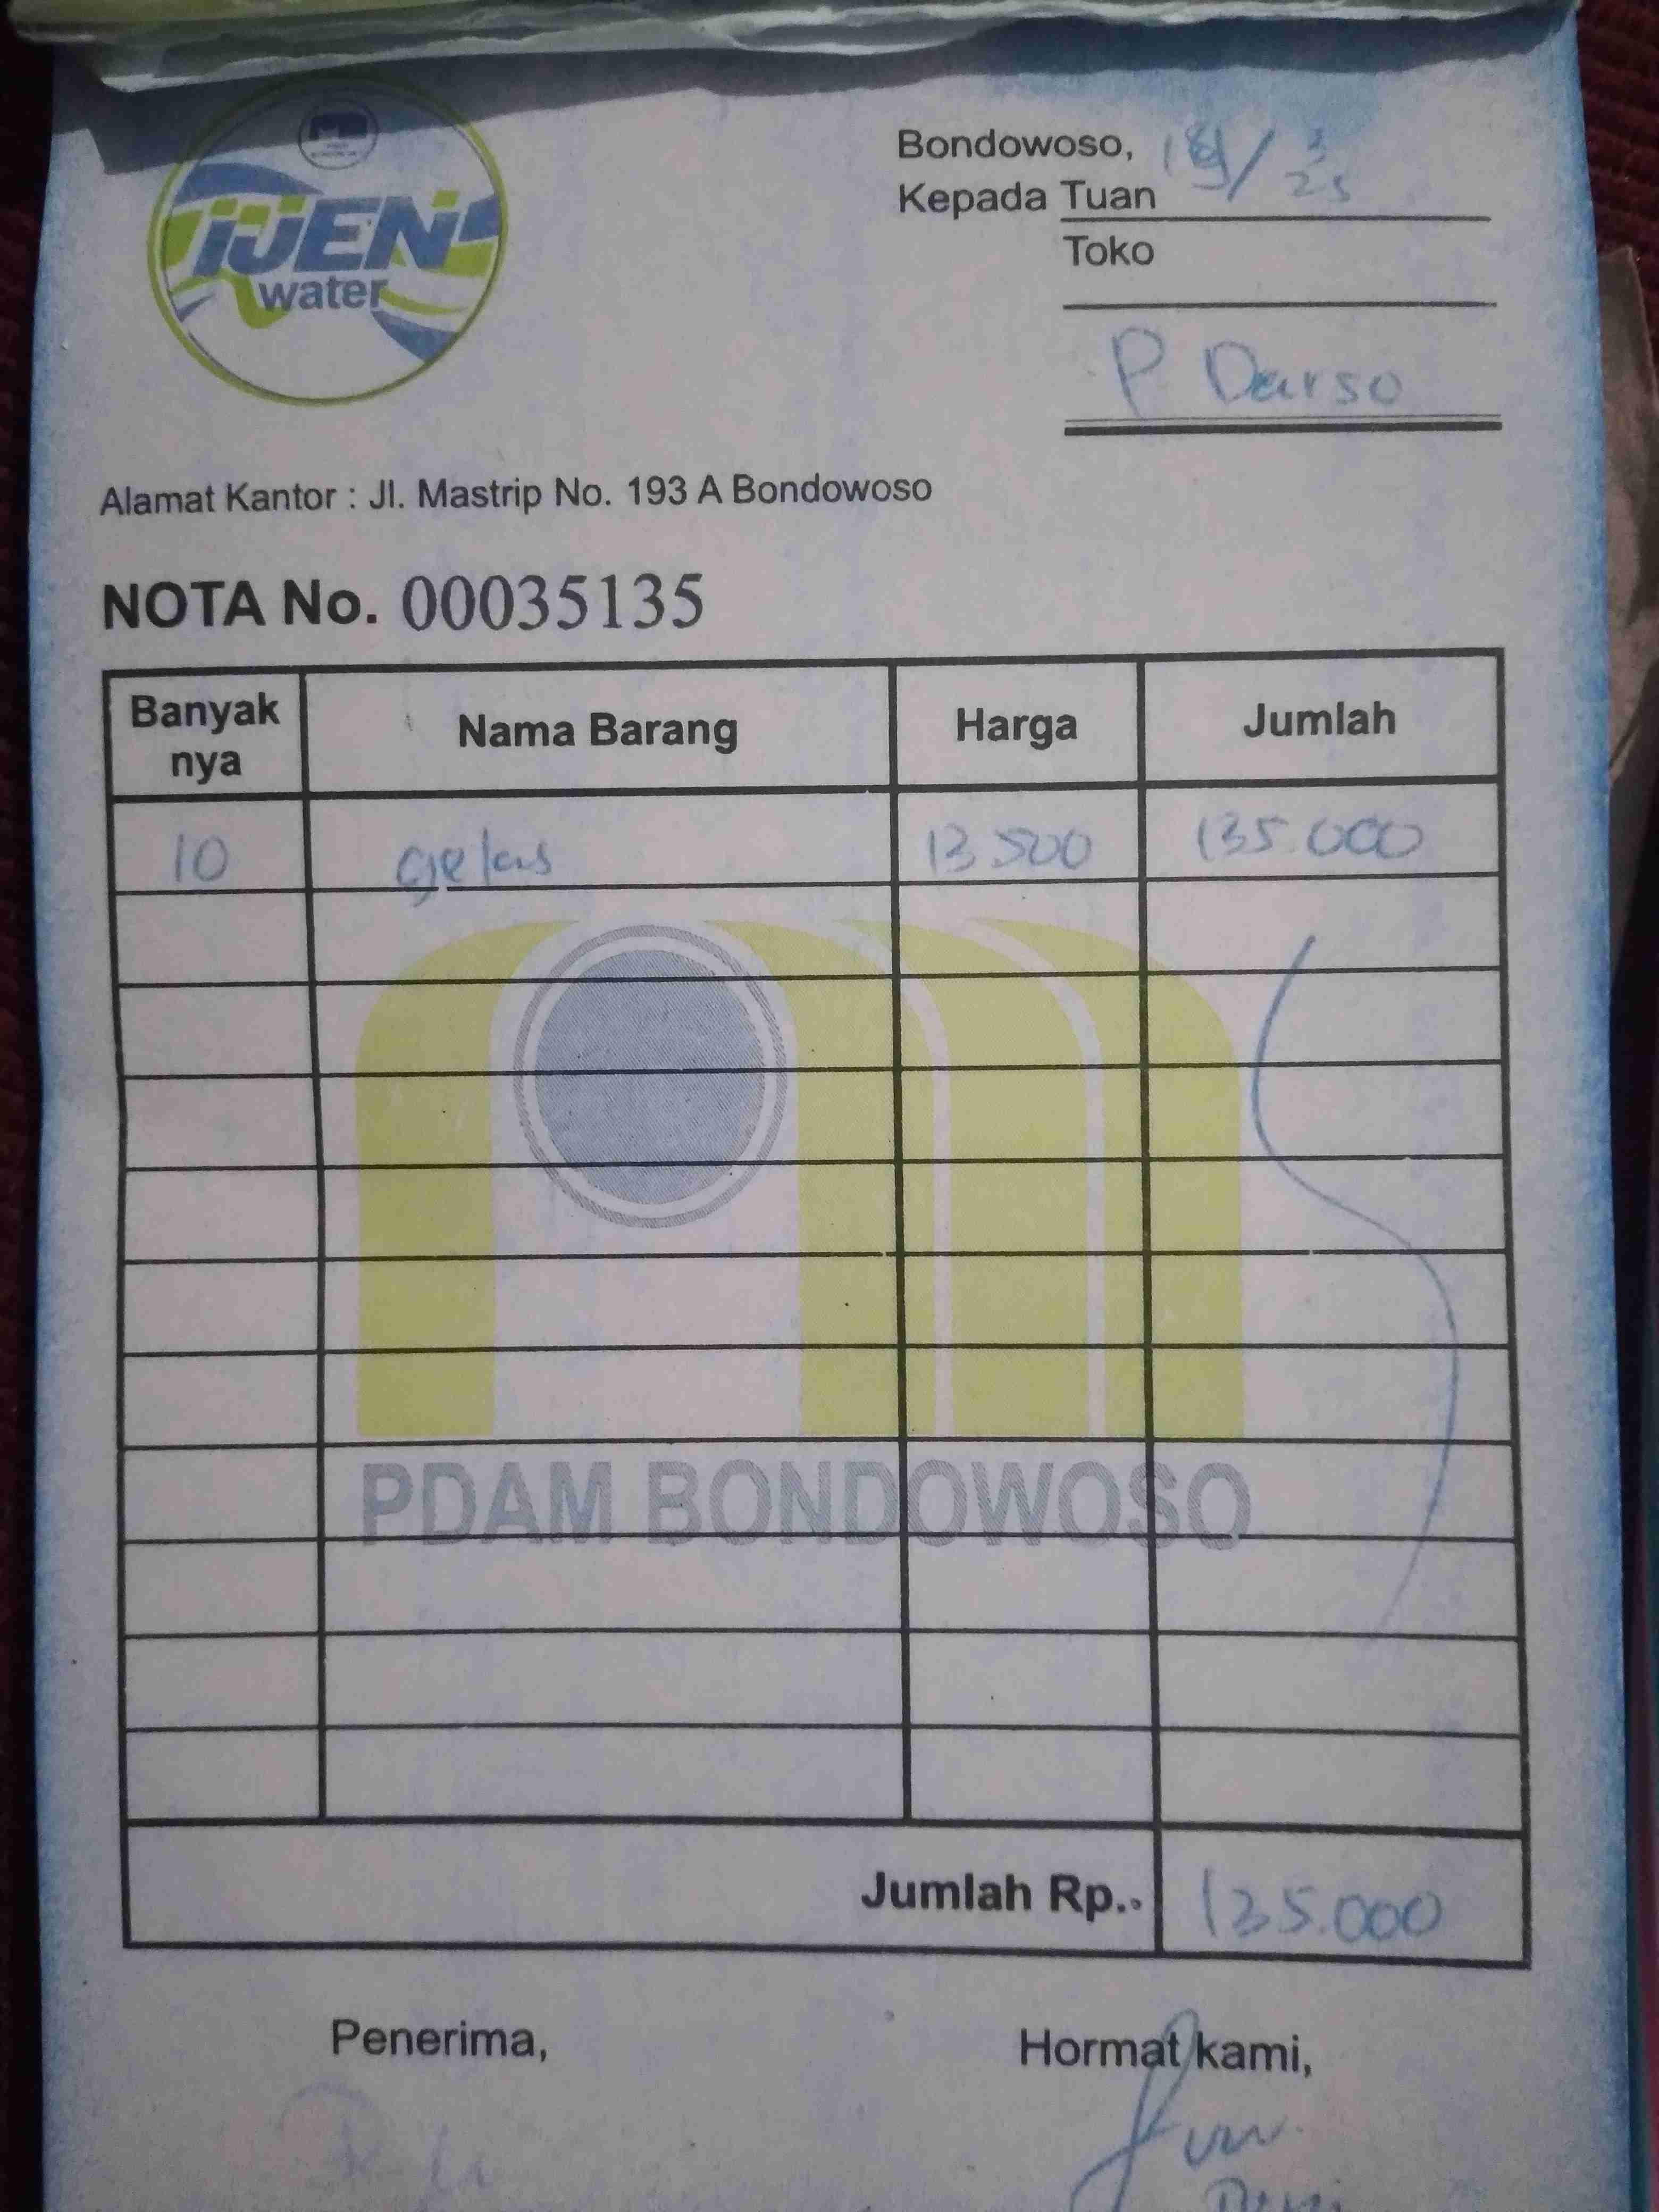 iJEN
water
Bondowoso,
3
25
Kepada Tuan
Toko
P Darso
Alamat Kantor : Jl. Mastrip No. 193 A Bondowoso
NOTA No. 00035135
Banyak nya Nama Barang Harga Jumlah
10 gelas 13.500 135.000
PDAM BONDOWOSO
Jumlah Rp.. 135.000
Penerima, Hormat kami,